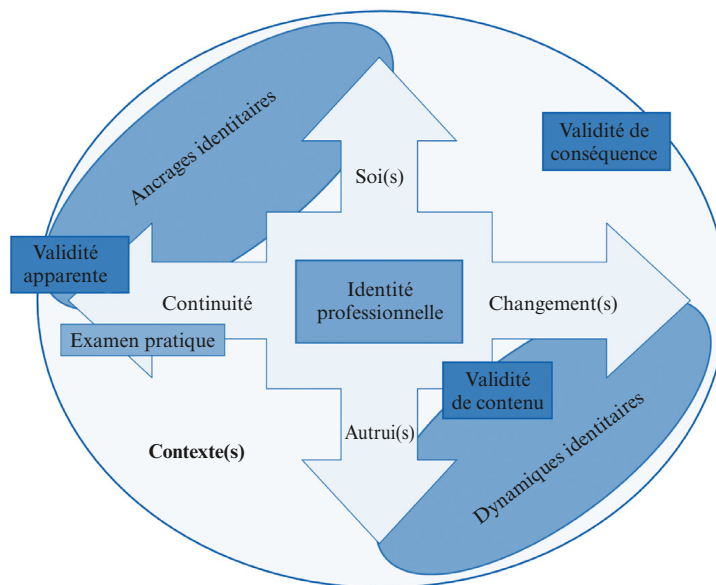 Ancrages identitaires
Validité de
conséquence
Soi(s)
Validité
apparente
Continuité
Identité
professionnelle
Changement(s)
Examen pratique
Validité
de contenu
Autrui(s)
Contexte(s)
Dynamiques identitaires